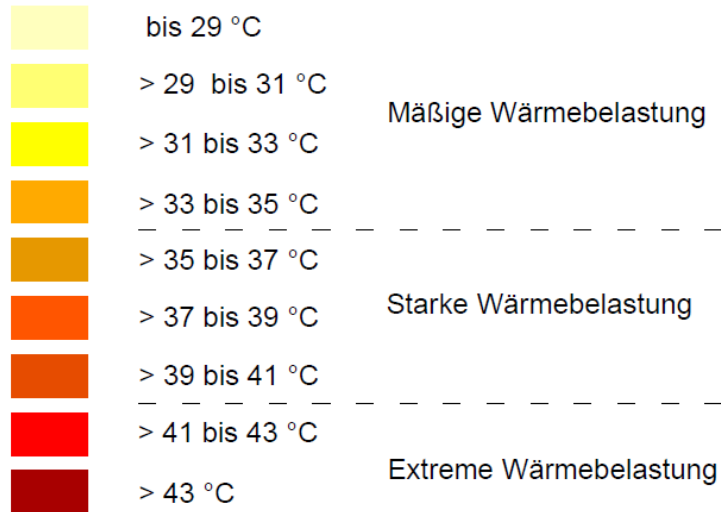 bis 29 °C
> 29 bis 31 °C
Mäßige Wärmebelastung
> 31 bis 33 °C
> 33 bis 35 °C
> 35 bis 37 °C
Starke Wärmebelastung
> 37 bis 39 °C
> 39 bis 41 °C
> 41 bis 43 °C
Extreme Wärmebelastung
> 43 °C